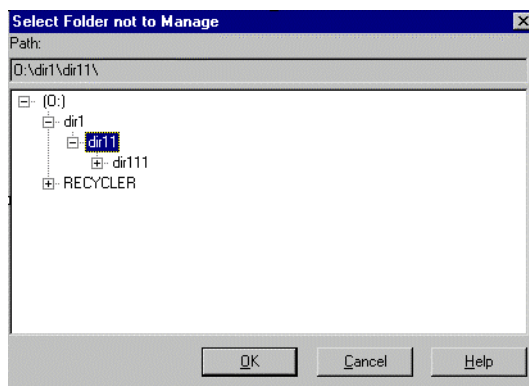 Select Folder not to Manage
Path:
O:\dir1\dir11\
(O:)
dir1
dir11
dir111
RECYCLER
OK Cancel Help